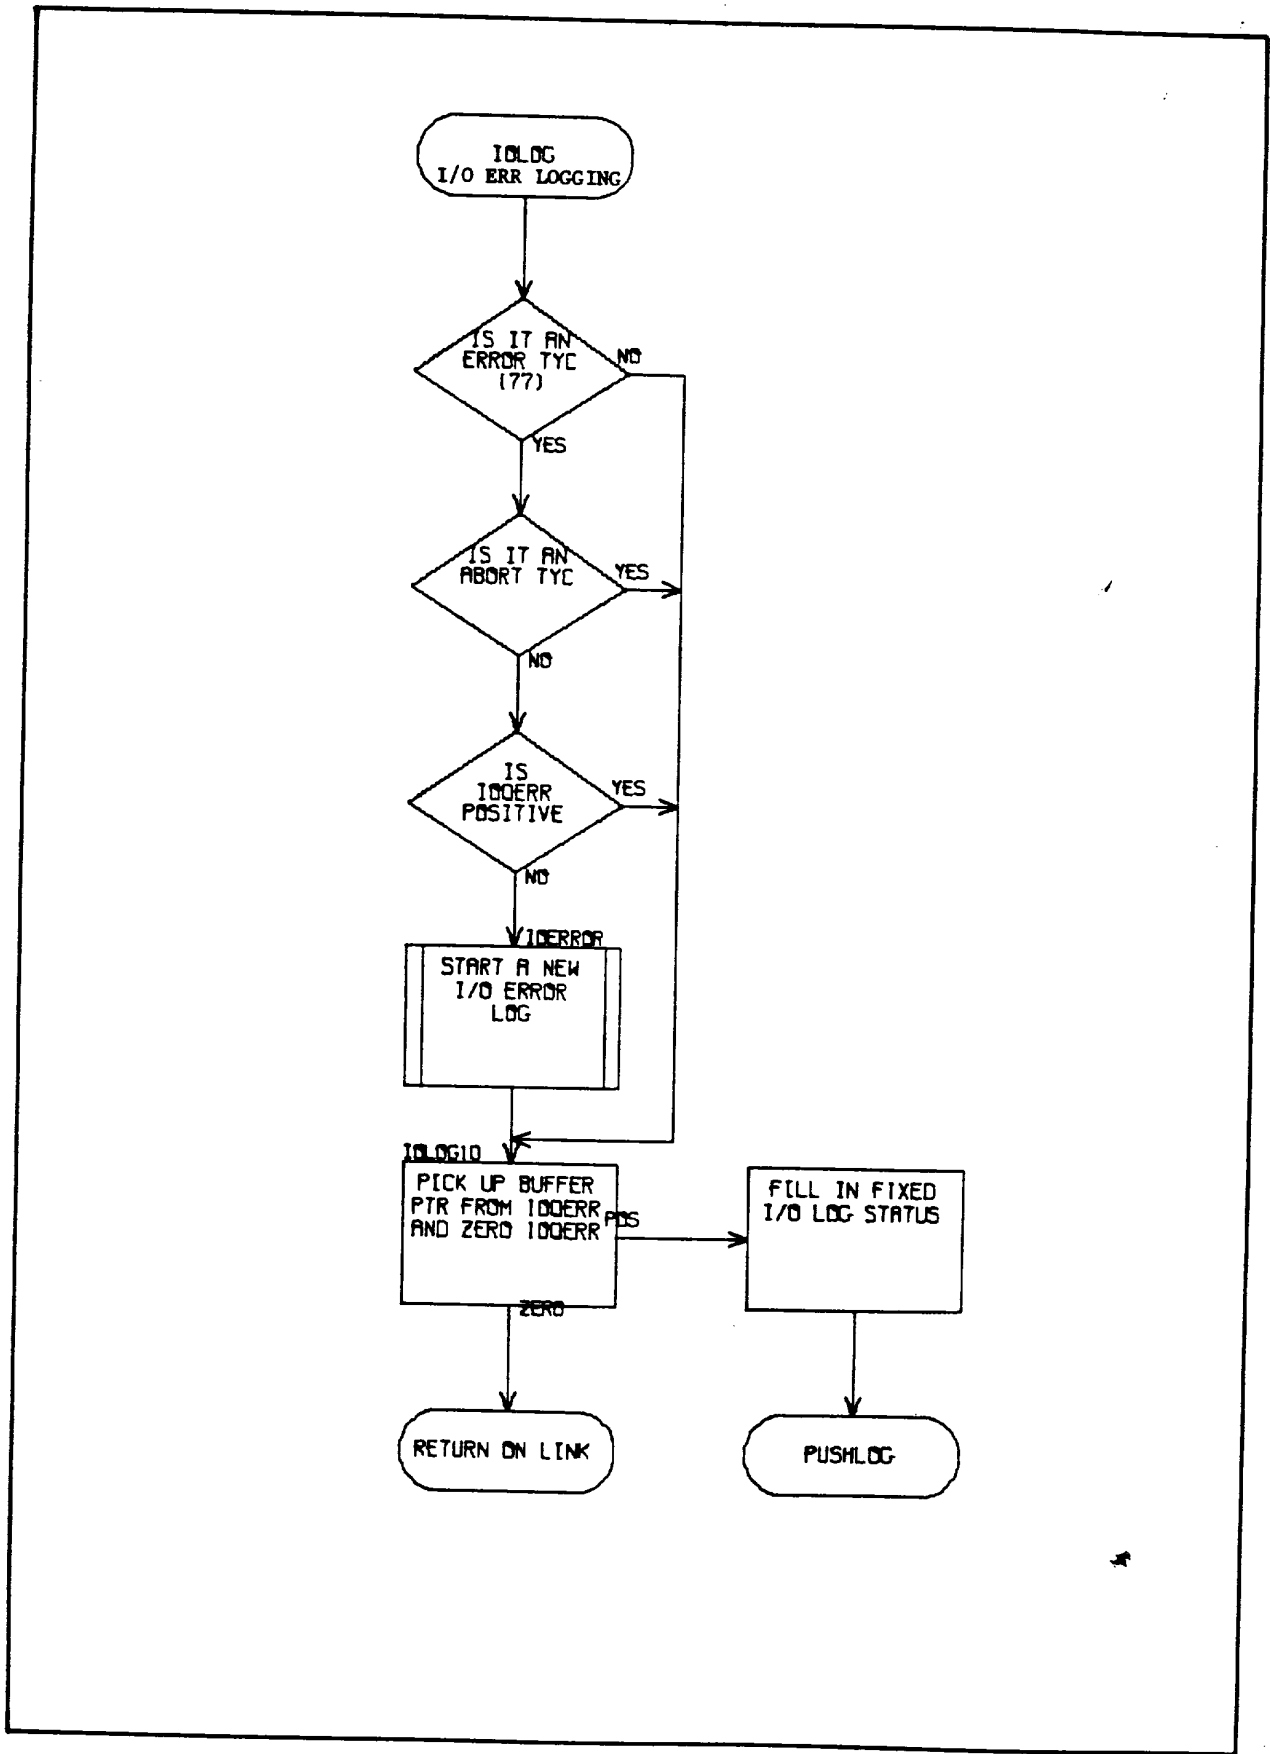 IOLOG
I/O ERR LOGGING
IS IT AN
ERROR TYC
(77)
NO
YES
IS IT AN
ABORT TYC
YES
NO
IS
IOOERR
POSITIVE
YES
NO
IOERROR
START A NEW
I/O ERROR
LOG
IOLOG10
PICK UP BUFFER
PTR FROM IOOERR
AND ZERO IOOERR
POS
ZERO
FILL IN FIXED
I/O LOG STATUS
RETURN ON LINK
PUSHLOG